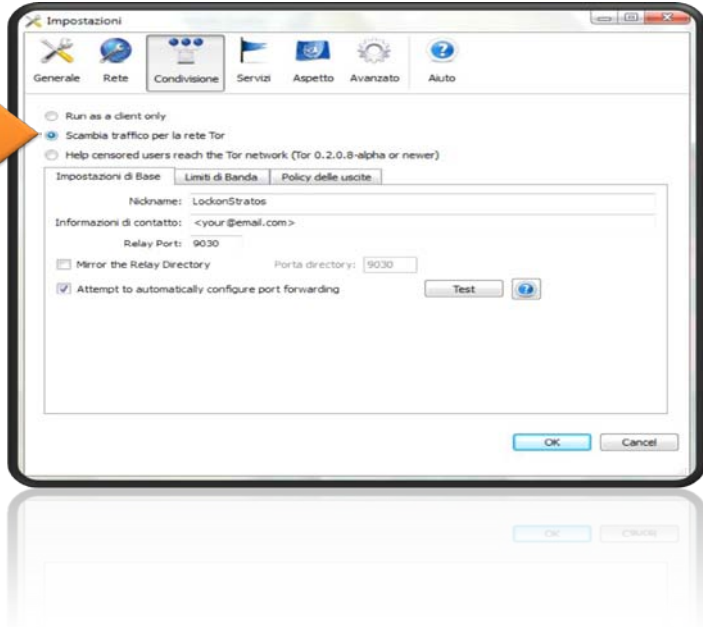 Impostazioni
Generale Rete Condivisione Servizi Aspetto Avanzato Aiuto
Run as a client only
Scambia traffico per la rete Tor
Help censored users reach the Tor network (Tor 0.2.0.8-alpha or newer)
Impostazioni di Base Limiti di Banda Policy delle uscite
Nickname: LockonStratos
Informazioni di contatto: <your@email.com>
Relay Port: 9030
Mirror the Relay Directory Porta directory: 9030
Attempt to automatically configure port forwarding Test
OK Cancel